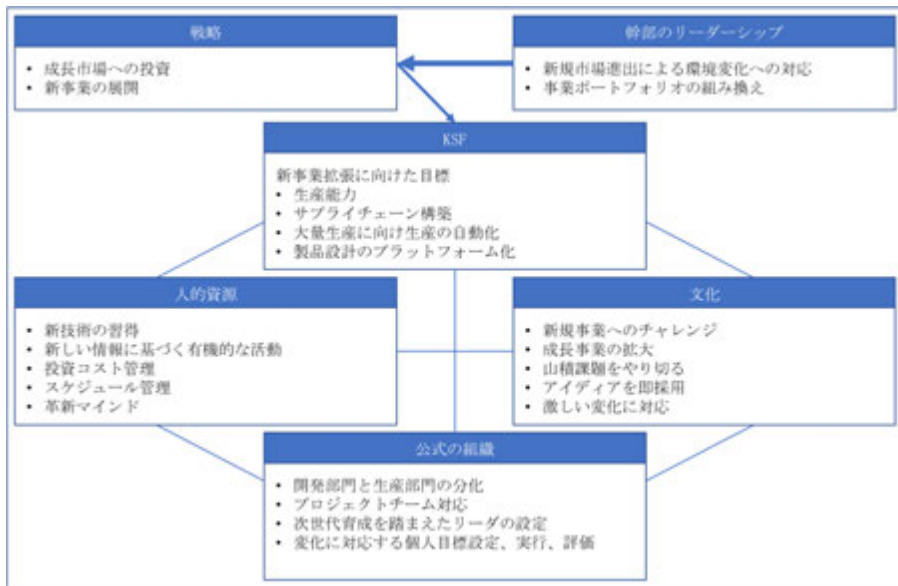 戦略
• 成長市場への投資
• 新事業の展開
幹部のリーダーシップ
• 新規市場進出による環境変化への対応
• 事業ポートフォリオの組み換え
KSF
新事業拡張に向けた目標
• 生産能力
• サプライチェーン構築
• 大量生産に向け生産の自動化
• 製品設計のプラットフォーム化
人的資源
• 新技術の習得
• 新しい情報に基づく有機的な活動
• 投資コスト管理
• スケジュール管理
• 革新マインド
文化
• 新規事業へのチャレンジ
• 成長事業の拡大
• 山積課題をやり切る
• アイディアを即採用
• 激しい変化に対応
公式の組織
• 開発部門と生産部門の分化
• プロジェクトチーム対応
• 次世代育成を踏まえたリーダの設定
• 変化に対応する個人目標設定、実行、評価